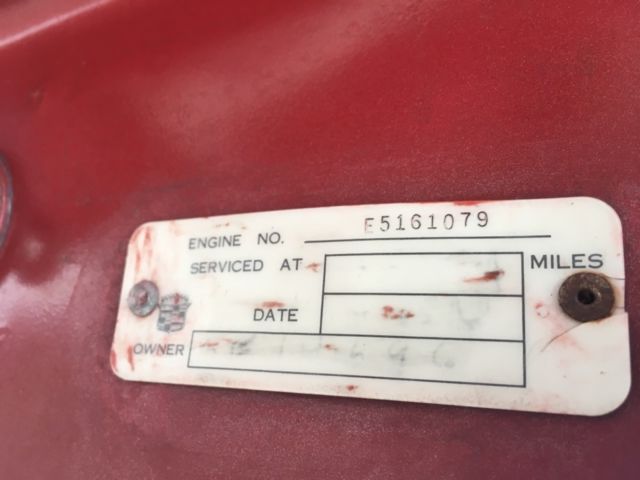 ENGINE NO. E5161079
SERVICED AT MILES
DATE
OWNER